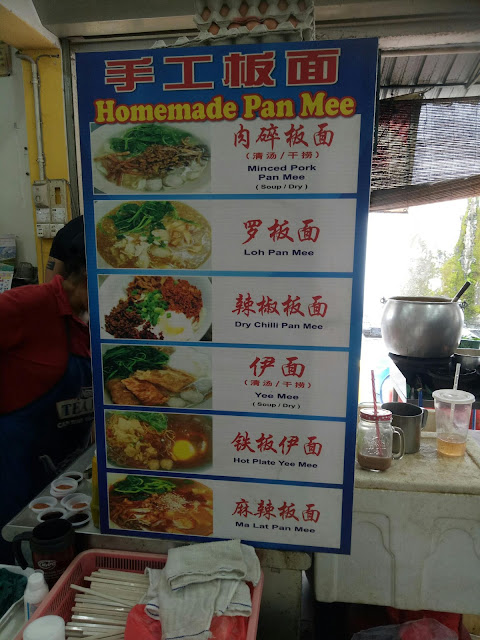 手工板面
Homemade Pan Mee
肉碎板面
(清汤/干捞)
Minced Pork
Pan Mee
(Soup / Dry)
罗板面
Loh Pan Mee
辣椒板面
Dry Chilli Pan Mee
伊面
(清汤/干捞)
Yee Mee
(Soup / Dry)
铁板伊面
Hot Plate Yee Mee
麻辣板面
Ma Lat Pan Mee
TEA